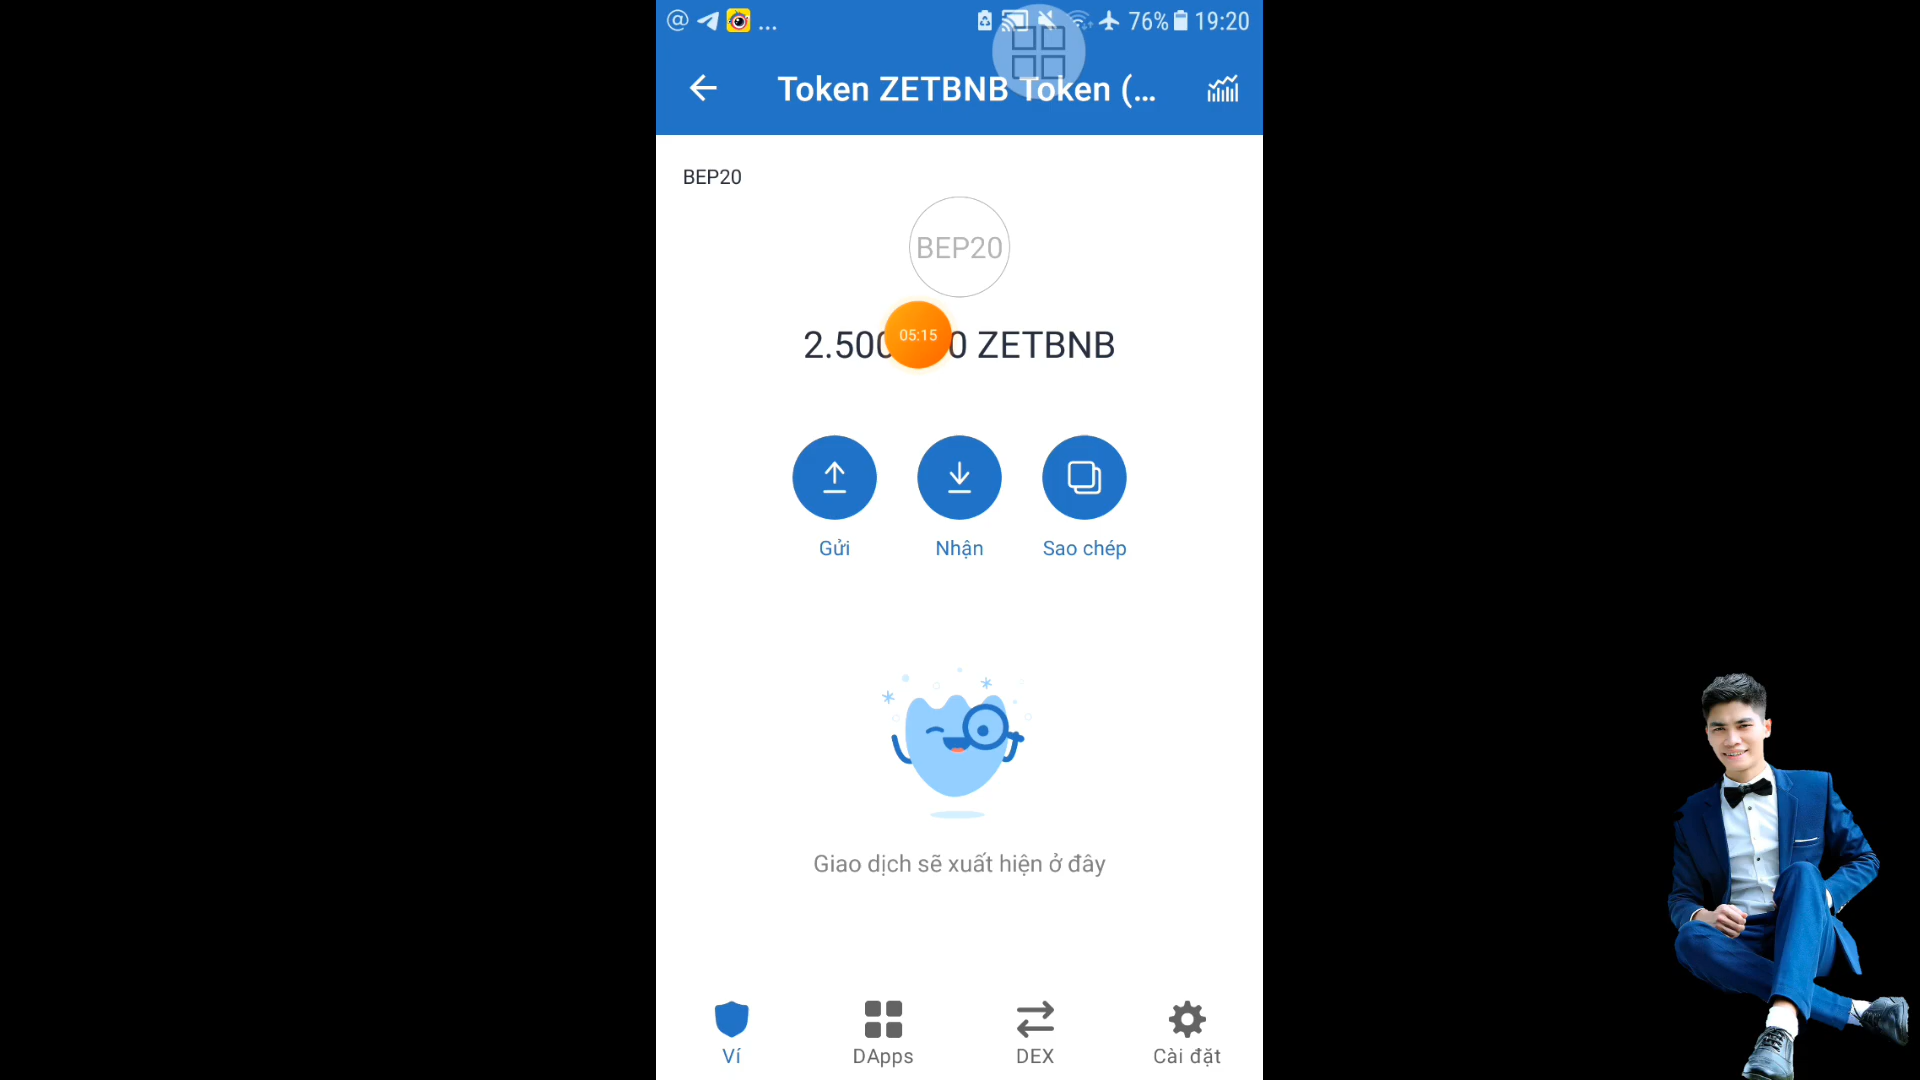 @ ... 76% 19:20
Token ZETBNB Token (...
BEP20
BEP20
05:15
ZETBNB
Gửi Nhận Sao chép
Giao dịch sẽ xuất hiện ở đây
Ví DApps DEX Cài đặt